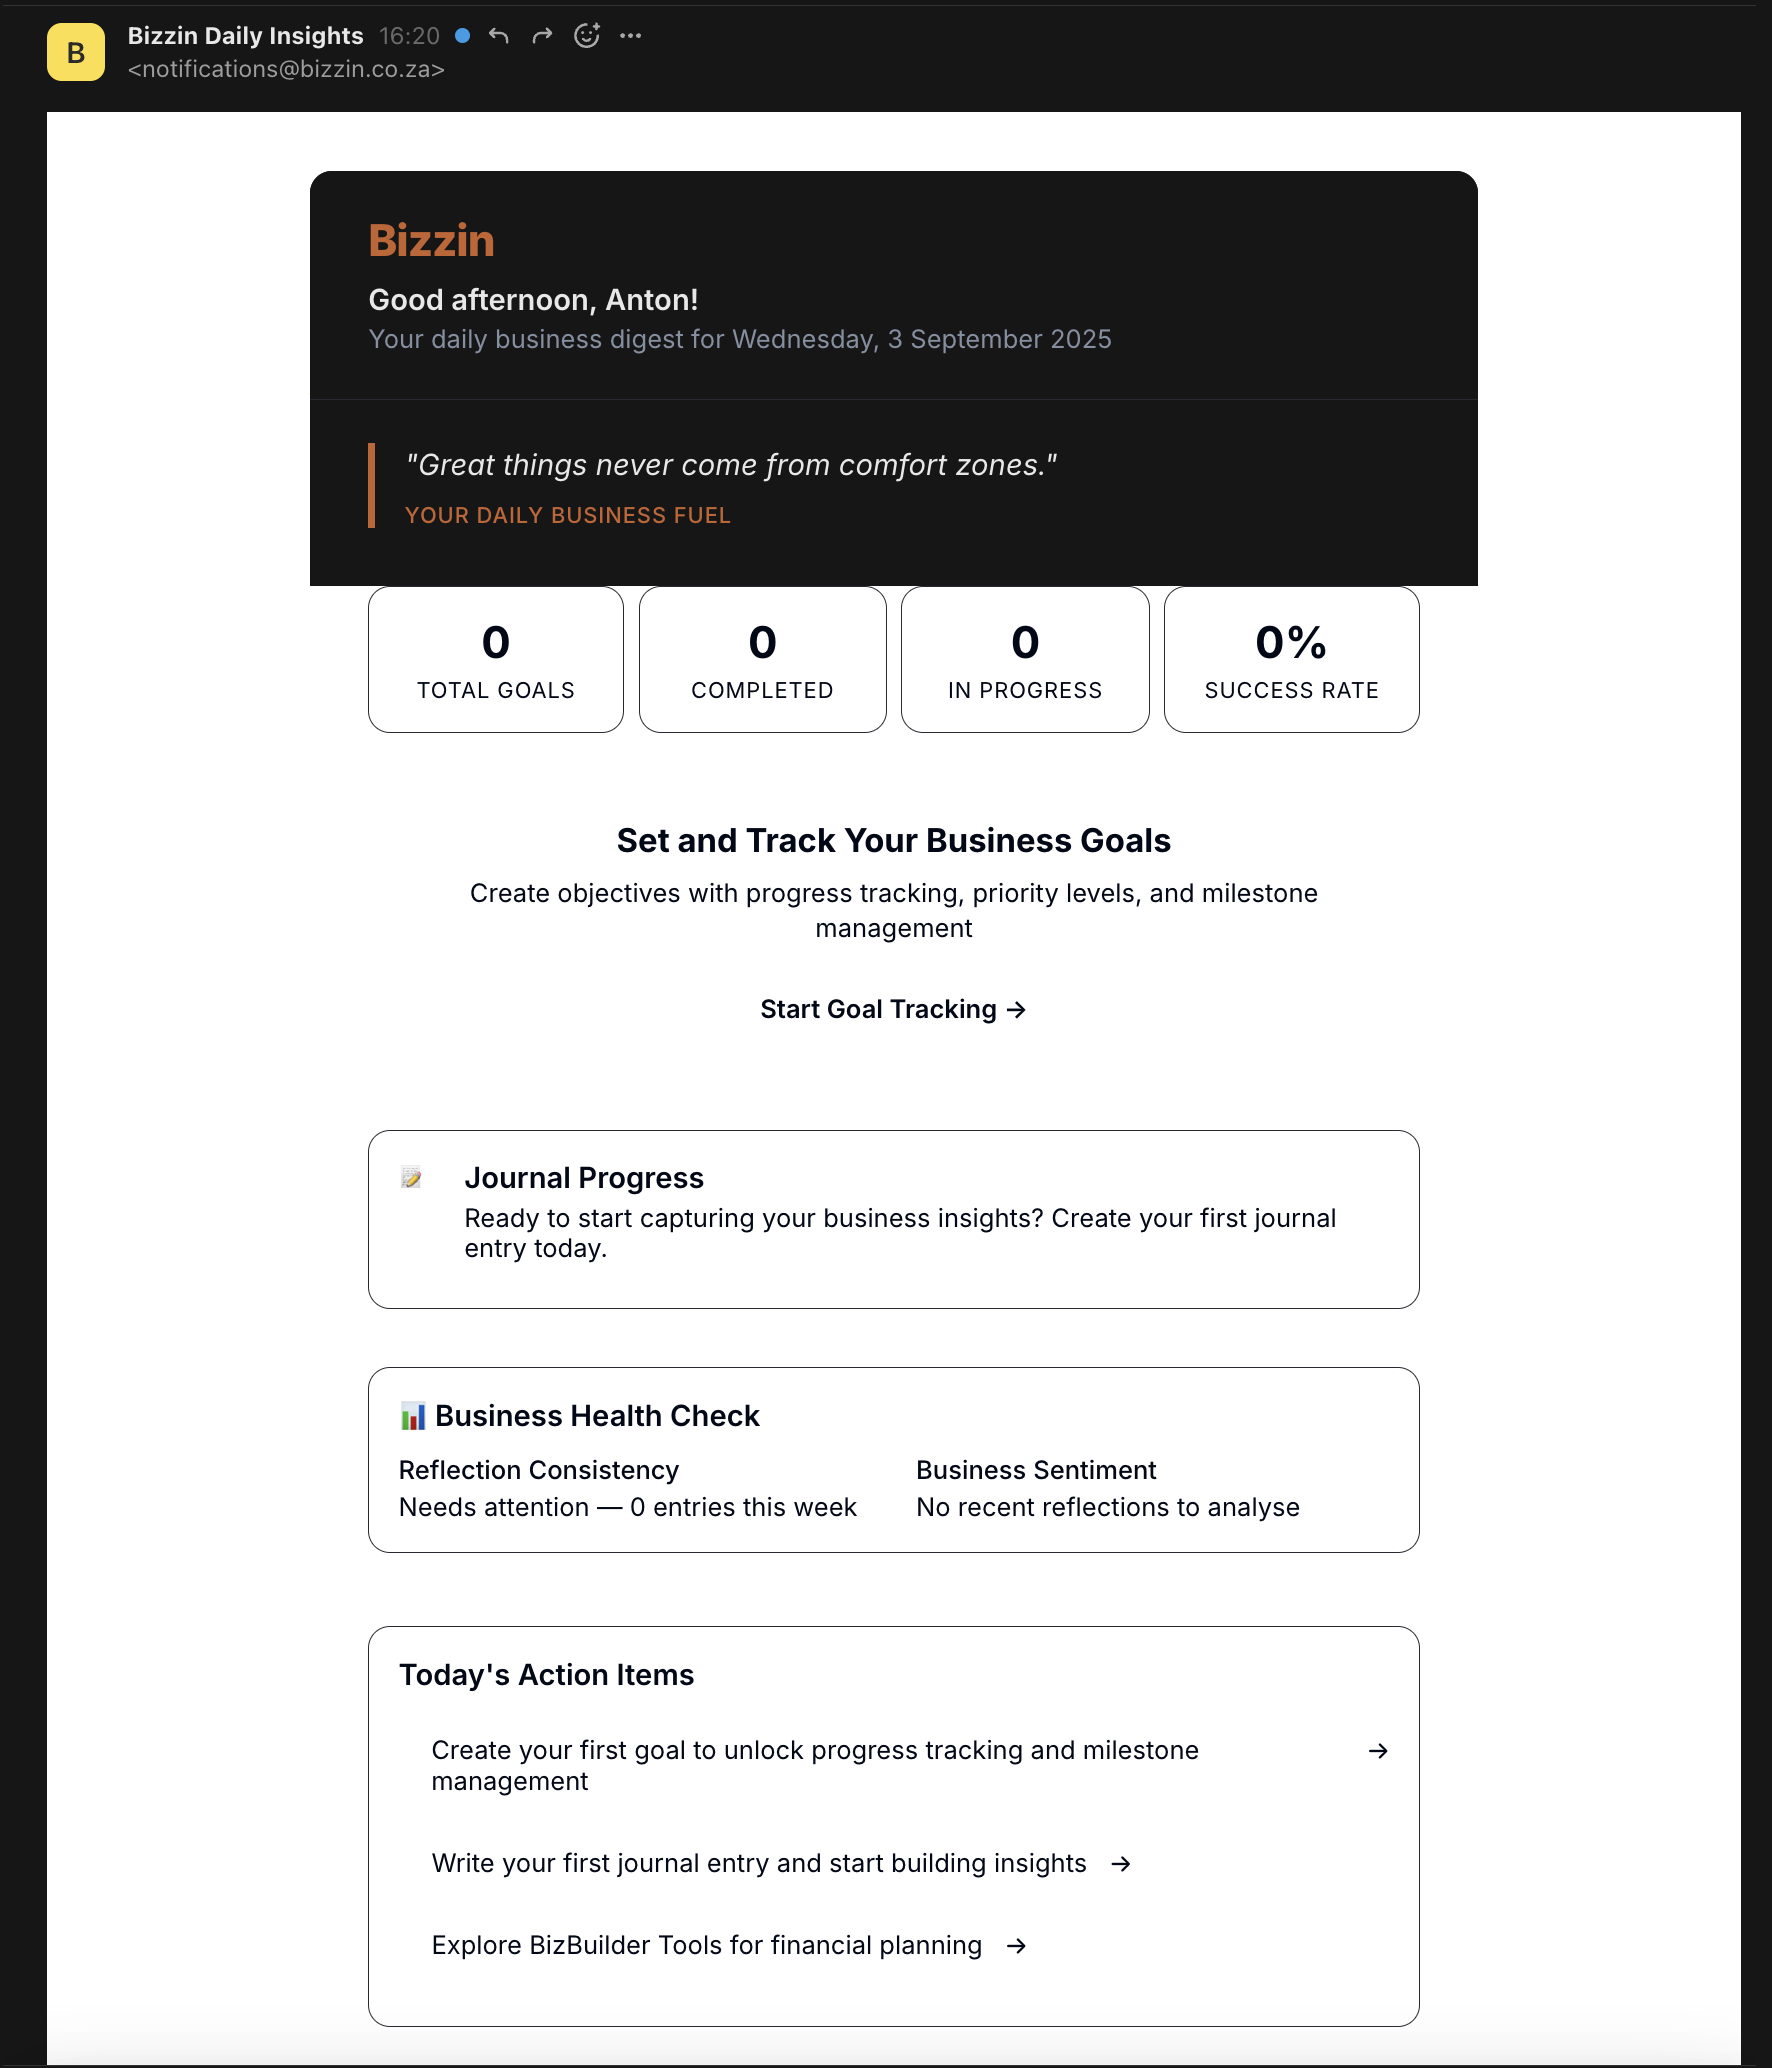 B
Bizzin Daily Insights 16:20
<notifications@bizzin.co.za>
Bizzin
Good afternoon, Anton!
Your daily business digest for Wednesday, 3 September 2025
"Great things never come from comfort zones."
YOUR DAILY BUSINESS FUEL
0
TOTAL GOALS
0
COMPLETED
0
IN PROGRESS
0%
SUCCESS RATE
Set and Track Your Business Goals
Create objectives with progress tracking, priority levels, and milestone
management
Start Goal Tracking →
Journal Progress
Ready to start capturing your business insights? Create your first journal
entry today.
📊 Business Health Check
Reflection Consistency
Needs attention — 0 entries this week
Business Sentiment
No recent reflections to analyse
Today's Action Items
Create your first goal to unlock progress tracking and milestone
management →
Write your first journal entry and start building insights →
Explore BizBuilder Tools for financial planning →